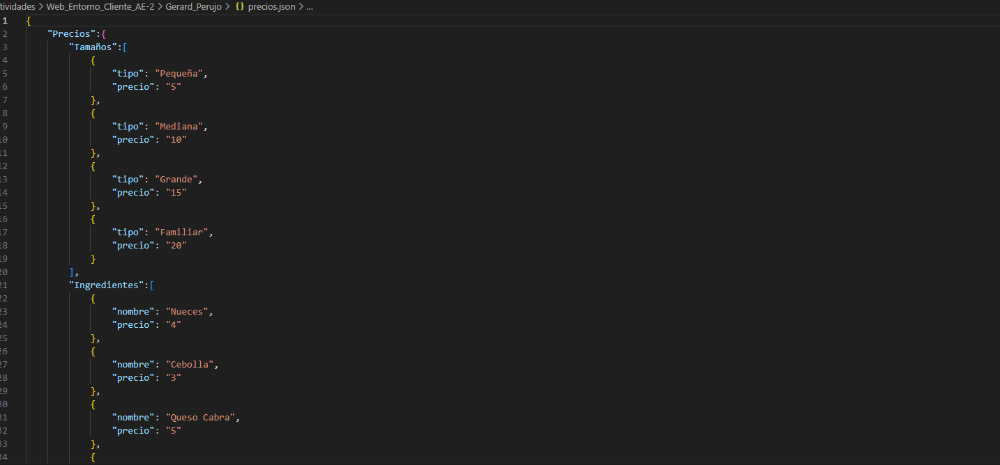 tividades > Web_Entorno_Cliente_AE-2 > Gerard_Perujo > {} precios.json > ...
1 {
2 "Precios":{
3 "Tamaños":[
4 {
5 "tipo": "Pequeña",
6 "precio": "5"
7 },
8 {
9 "tipo": "Mediana",
10 "precio": "10"
11 },
12 {
13 "tipo": "Grande",
14 "precio": "15"
15 },
16 {
17 "tipo": "Familiar",
18 "precio": "20"
19 }
20 ],
21 "Ingredientes":[
22 {
23 "nombre": "Nueces",
24 "precio": "4"
25 },
26 {
27 "nombre": "Cebolla",
28 "precio": "3"
29 },
30 {
31 "nombre": "Queso Cabra",
32 "precio": "5"
33 },
34 {